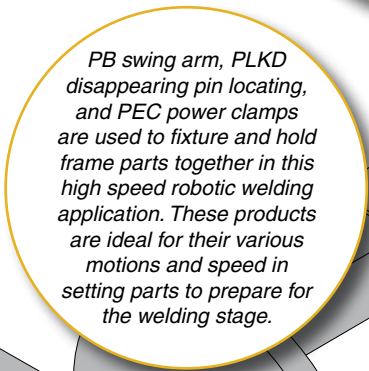 PB swing arm, PLKD
disappearing pin locating,
and PEC power clamps
are used to fixture and hold
frame parts together in this
high speed robotic welding
application. These products
are ideal for their various
motions and speed in
setting parts to prepare for
the welding stage.